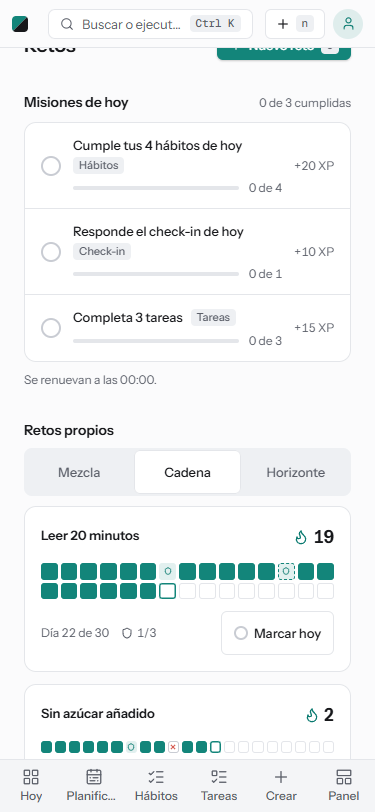 Buscar o ejecut...
Ctrl K
n
Retos
Misiones de hoy
0 de 3 cumplidas
Cumple tus 4 hábitos de hoy
Hábitos
+20 XP
0 de 4
Responde el check-in de hoy
Check-in
+10 XP
0 de 1
Completa 3 tareas
Tareas
+15 XP
0 de 3
Se renuevan a las 00:00.
Retos propios
Mezcla
Cadena
Horizonte
Leer 20 minutos
19
Día 22 de 30
1/3
Marcar hoy
Sin azúcar añadido
2
Hoy
Planific...
Hábitos
Tareas
Crear
Panel